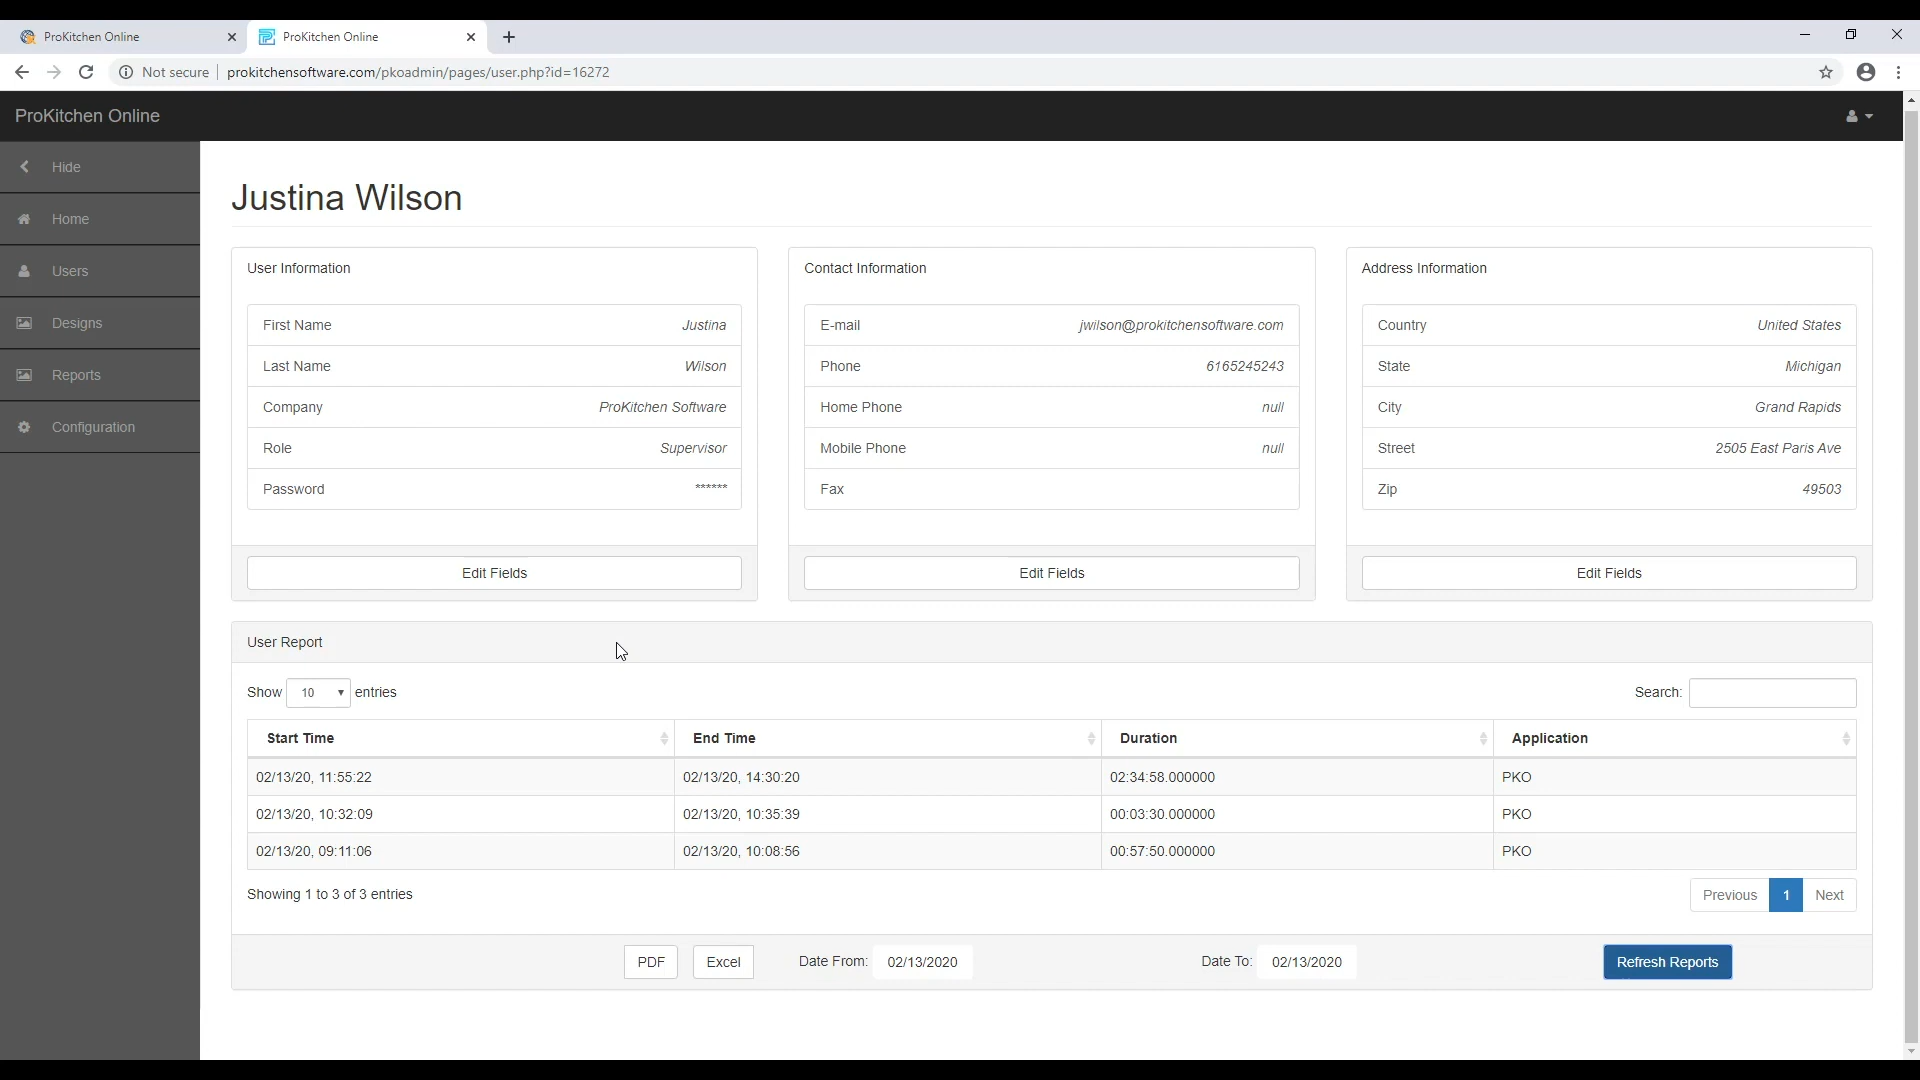 ProKitchen Online
ProKitchen Online
Not secure
prokitchensoftware.com/pkoadmin/pages/user.php?id=16272
ProKitchen Online
Hide
Home
Users
Designs
Reports
Configuration
Justina Wilson
User Information
First Name Justina
Last Name Wilson
Company ProKitchen Software
Role Supervisor
Password ******
Edit Fields
Contact Information
E-mail jwilson@prokitchensoftware.com
Phone 6165245243
Home Phone null
Mobile Phone null
Fax
Edit Fields
Address Information
Country United States
State Michigan
City Grand Rapids
Street 2505 East Paris Ave
Zip 49503
Edit Fields
User Report
Show 10 entries
Search:
Start Time End Time Duration Application
02/13/20, 11:55:22 02/13/20, 14:30:20 02:34:58.000000 PKO
02/13/20, 10:32:09 02/13/20, 10:35:39 00:03:30.000000 PKO
02/13/20, 09:11:06 02/13/20, 10:08:56 00:57:50.000000 PKO
Showing 1 to 3 of 3 entries
Previous 1 Next
PDF Excel Date From: 02/13/2020 Date To: 02/13/2020 Refresh Reports